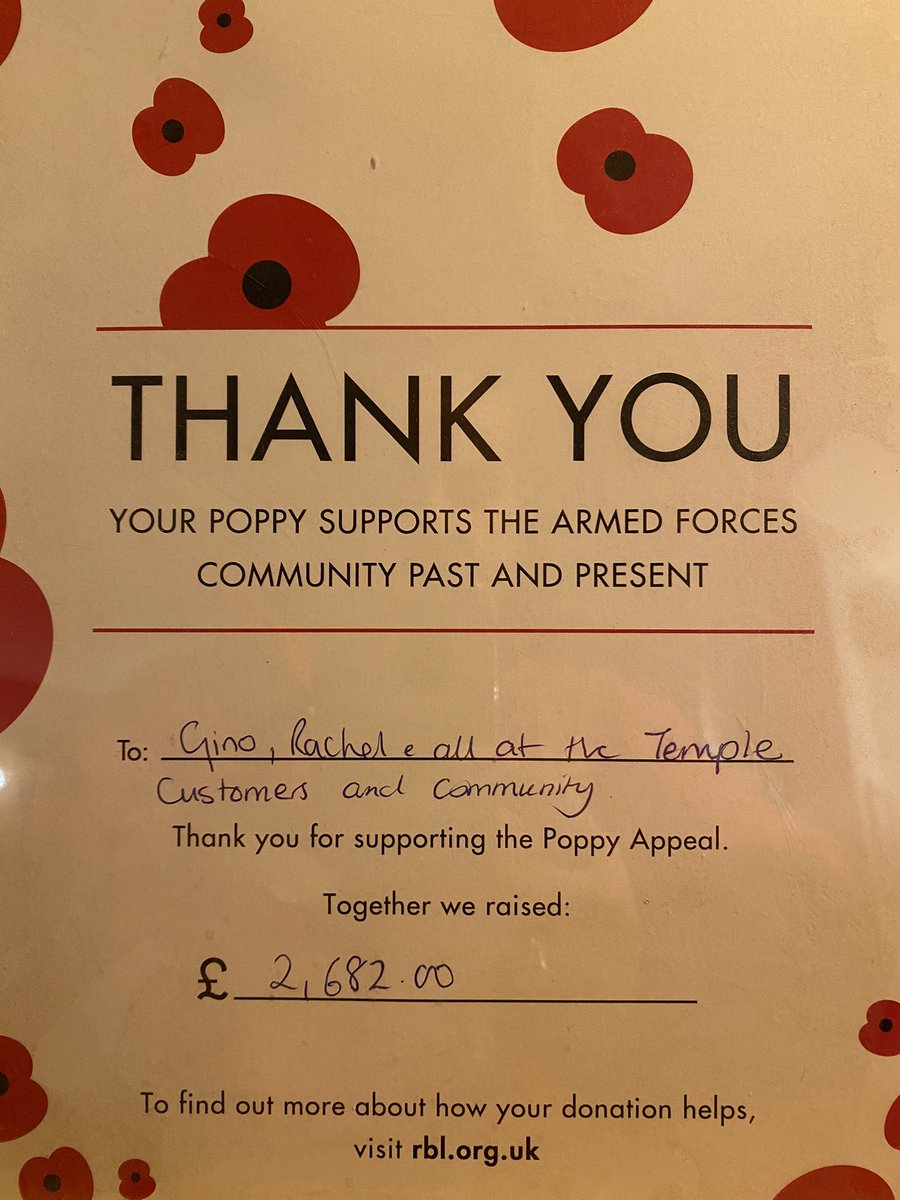 THANK YOU
YOUR POPPY SUPPORTS THE ARMED FORCES
COMMUNITY PAST AND PRESENT
To: Gino, Rachel e all at the Temple
Customers and community.
Thank you for supporting the Poppy Appeal.
Together we raised:
£ 2,682.00
To find out more about how your donation helps,
visit rbl.org.uk